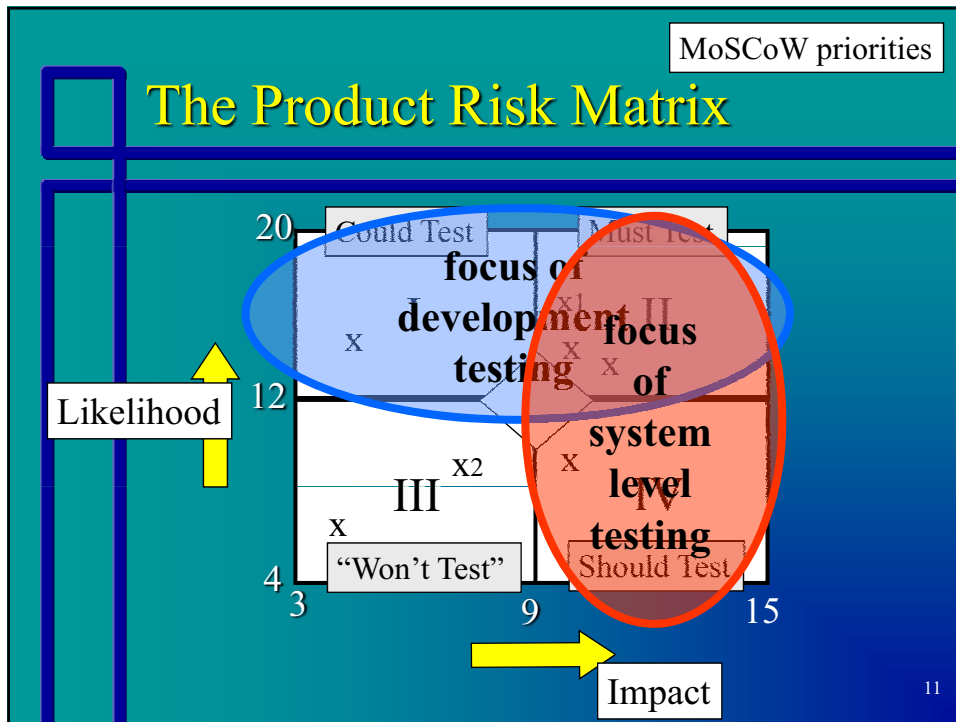 MoSCoW priorities
The Product Risk Matrix
20
Could Test
Must Test
focus of
development
testing
I
x1
II
x
x
x
focus
of
system
level
testing
Likelihood
12
x
x2
III
IV
x
"Won't Test"
Should Test
4
3
9
15
Impact
11